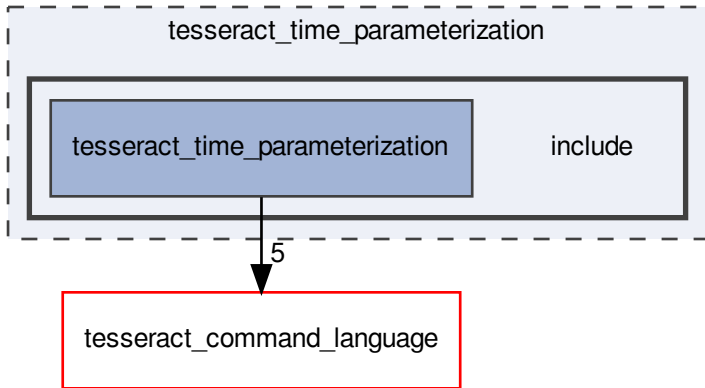 tesseract_time_parameterization
tesseract_time_parameterization
include
5
tesseract_command_language